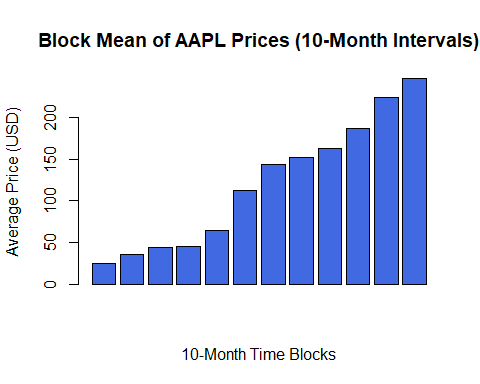 Block Mean of AAPL Prices (10-Month Intervals)
Average Price (USD)
200
150
100
50
0
10-Month Time Blocks